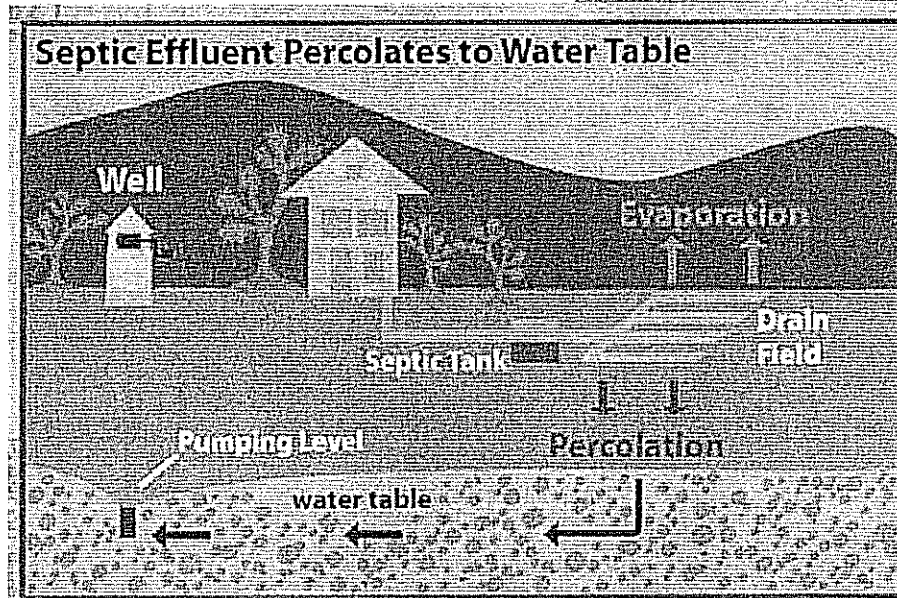 Septic Effluent Percolates to Water Table
Well
Evaporation
Drain
Field
Septic Tank
Pumping Level
Percolation
water table